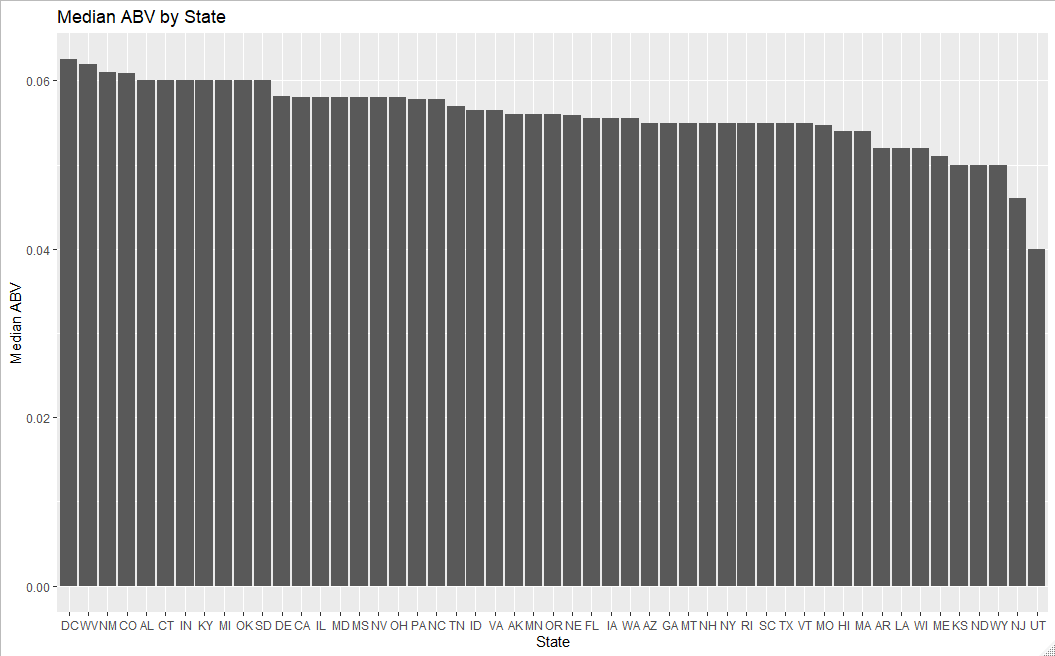 Median ABV by State
0.06
0.04
0.02
0.00
Median ABV
DC WV NM CO AL CT IN KY MI OK SD DE CA IL MD MS NV OH PA NC TN ID VA AK MN OR NE FL IA WA AZ GA MT NH NY RI SC TX VT MO HI MA AR LA WI ME KS ND WY NJ UT
State